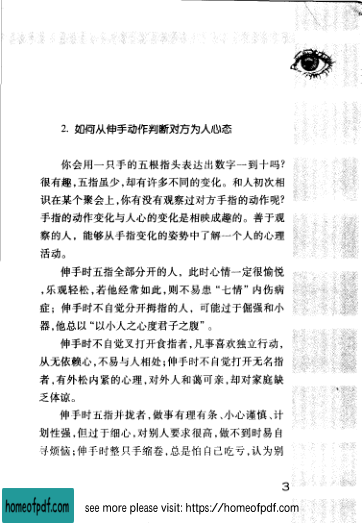 2. 如何从伸手动作判断对方为人心态
你会用一只手的五根指头表达出数字一到十吗?
很有趣,五指虽少,却有许多不同的变化。和人初次相
识在某个聚会上,你有没有观察过对方手指的动作呢?
手指的动作变化与人心的变化是相映成趣的。善于观
察的人，能够从手指变化的姿势中了解一个人的心理
活动。
伸手时五指全部分开的人，此时心情一定很愉悦
,乐观轻松,若他经常如此,则不易患“七情”内伤病
症；伸手时不自觉分开拇指的人，可能过于倔强和小
器,他总以“以小人之心度君子之腹”。
伸手时不自觉叉打开食指者,凡事喜欢独立行动,
从无依赖心,不易与人相处;伸手时不自觉打开无名指
者,有外松内紧的心理,对外人和蔼可亲,却对家庭缺
乏体谅。
伸手时五指并拢者，做事有理有条、小心谨慎、计
划性强,但过于细心,对别人要求很高,做不到时易自
寻烦恼;伸手时整只手缩卷,总是怕自己吃亏,认为别
3
homeofpdf.com
see more please visit: https://homeofpdf.com